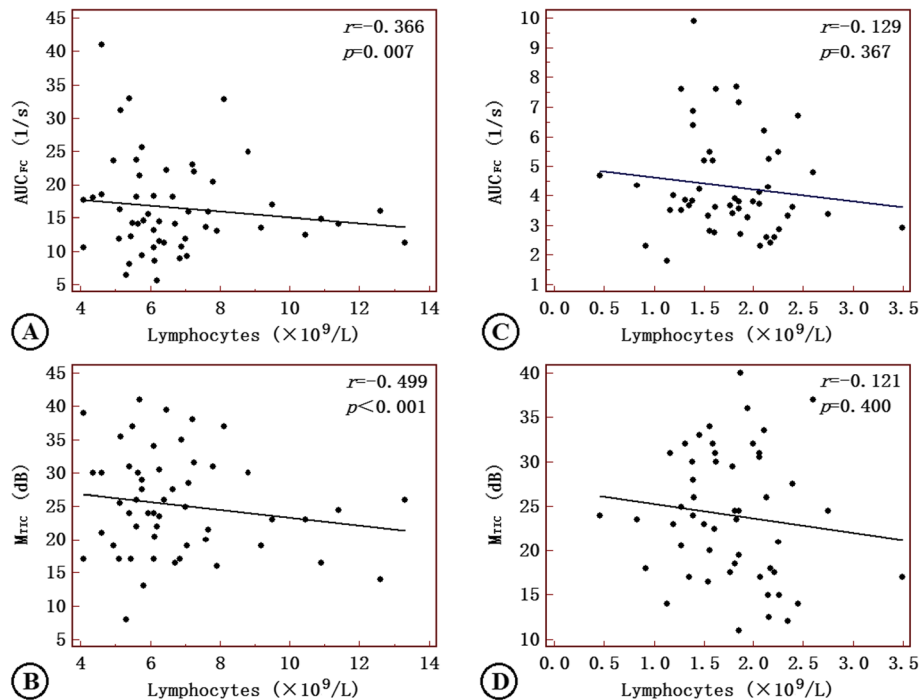 45
40
35
30
25
20
15
10
5
AUC_FC (1/s)
r=-0.366
p=0.007
4 6 8 10 12 14
Lymphocytes (×10⁹/L)
A
10
9
8
7
6
5
4
3
2
1
AUC_FC (1/s)
r=-0.129
p=0.367
0.0 0.5 1.0 1.5 2.0 2.5 3.0 3.5
Lymphocytes (×10⁹/L)
C
45
40
35
30
25
20
15
10
5
M_TIC (dB)
r=-0.499
p<0.001
4 6 8 10 12 14
Lymphocytes (×10⁹/L)
B
40
35
30
25
20
15
10
M_TIC (dB)
r=-0.121
p=0.400
0.0 0.5 1.0 1.5 2.0 2.5 3.0 3.5
Lymphocytes (×10⁹/L)
D